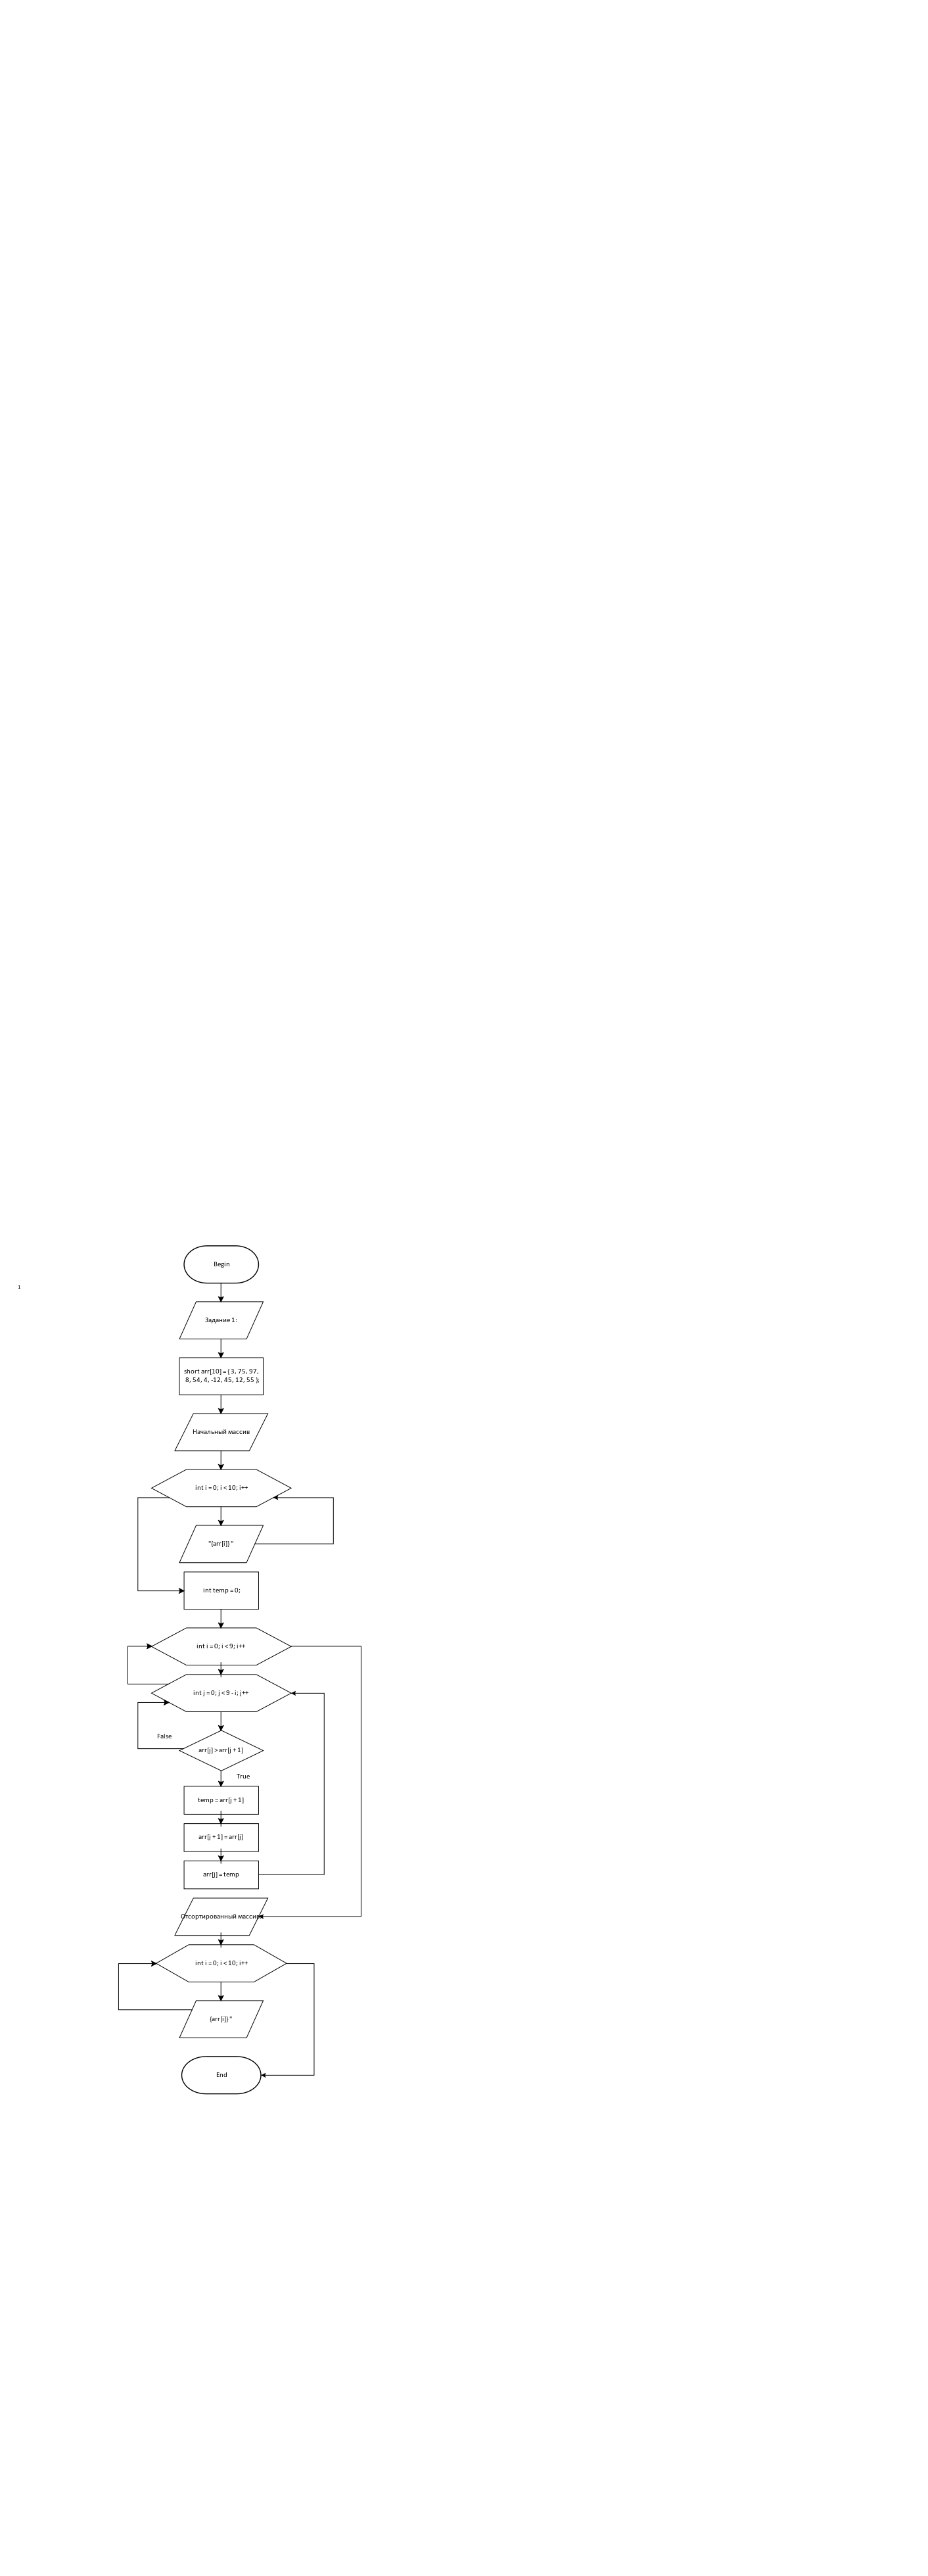 Begin
1
Задание 1:
short arr[10] = { 3, 75, 97,
8, 54, 4, -12, 45, 12, 55 };
Начальный массив
int i = 0; i < 10; i++
"{arr[i]} "
int temp = 0;
int i = 0; i < 9; i++
int j = 0; j < 9 - i; j++
False
arr[j] > arr[j + 1]
True
temp = arr[j + 1]
arr[j + 1] = arr[j]
arr[j] = temp
Отсортированный массив
int i = 0; i < 10; i++
{arr[i]} "
End